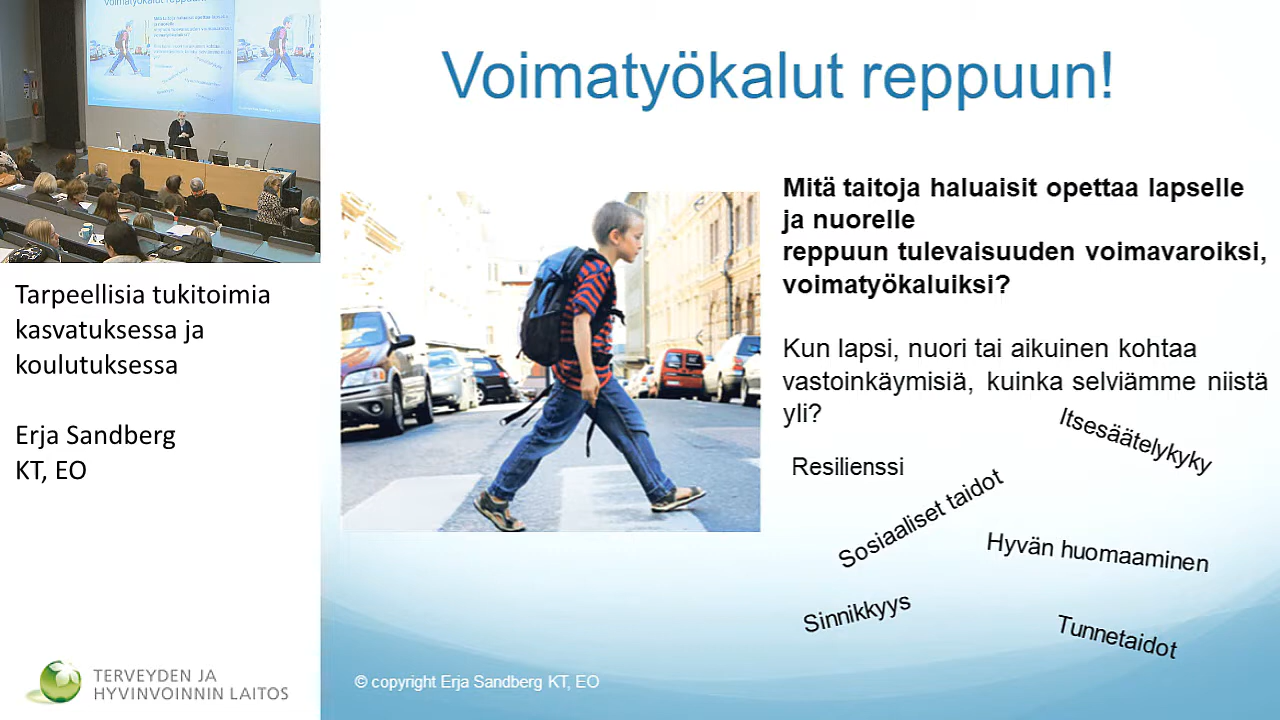 Voimatyökalut reppuun!
Mitä taitoja haluaisit opettaa lapselle
ja nuorelle
reppuun tulevaisuuden voimavaroiksi,
voimatyökaluiksi?
Kun lapsi, nuori tai aikuinen kohtaa
vastoinkäymisiä, kuinka selviämme niistä
yli?
Itsesäätelykyky
Resilienssi
Sosiaaliset taidot
Hyvän huomaaminen
Sinnikkyys
Tunnetaidot
© copyright Erja Sandberg KT, EO
Tarpeellisia tukitoimia
kasvatuksessa ja
koulutuksessa
Erja Sandberg
KT, EO
TERVEYDEN JA
HYVINVOINNIN LAITOS